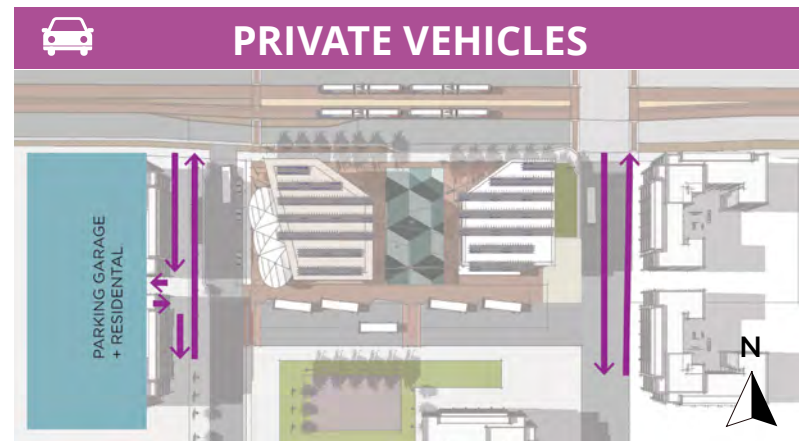 PRIVATE VEHICLES
PARKING GARAGE
+ RESIDENTAL
N